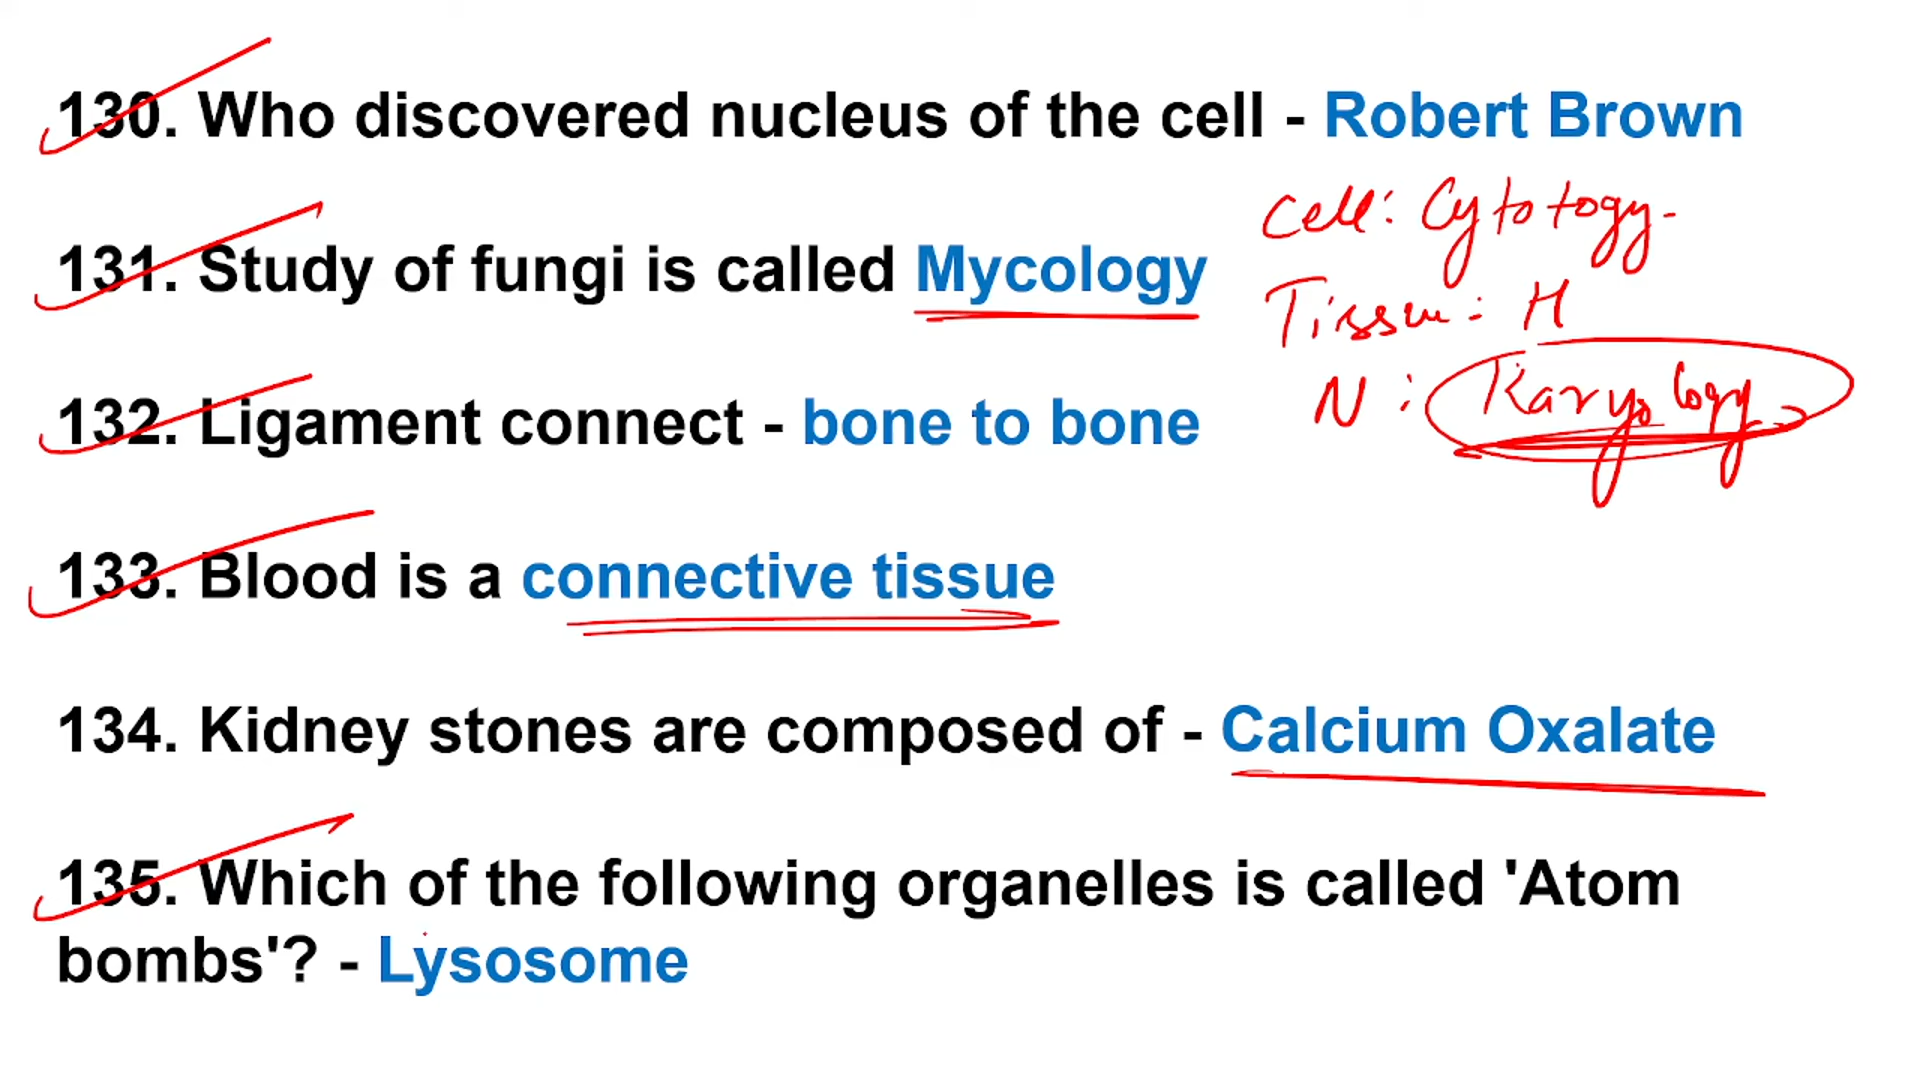 130. Who discovered nucleus of the cell - Robert Brown
Cell: Cytology.
131. Study of fungi is called Mycology
Tissue: H
132. Ligament connect - bone to bone
N: Karyology
133. Blood is a connective tissue
134. Kidney stones are composed of - Calcium Oxalate
135. Which of the following organelles is called 'Atom
bombs'? - Lysosome